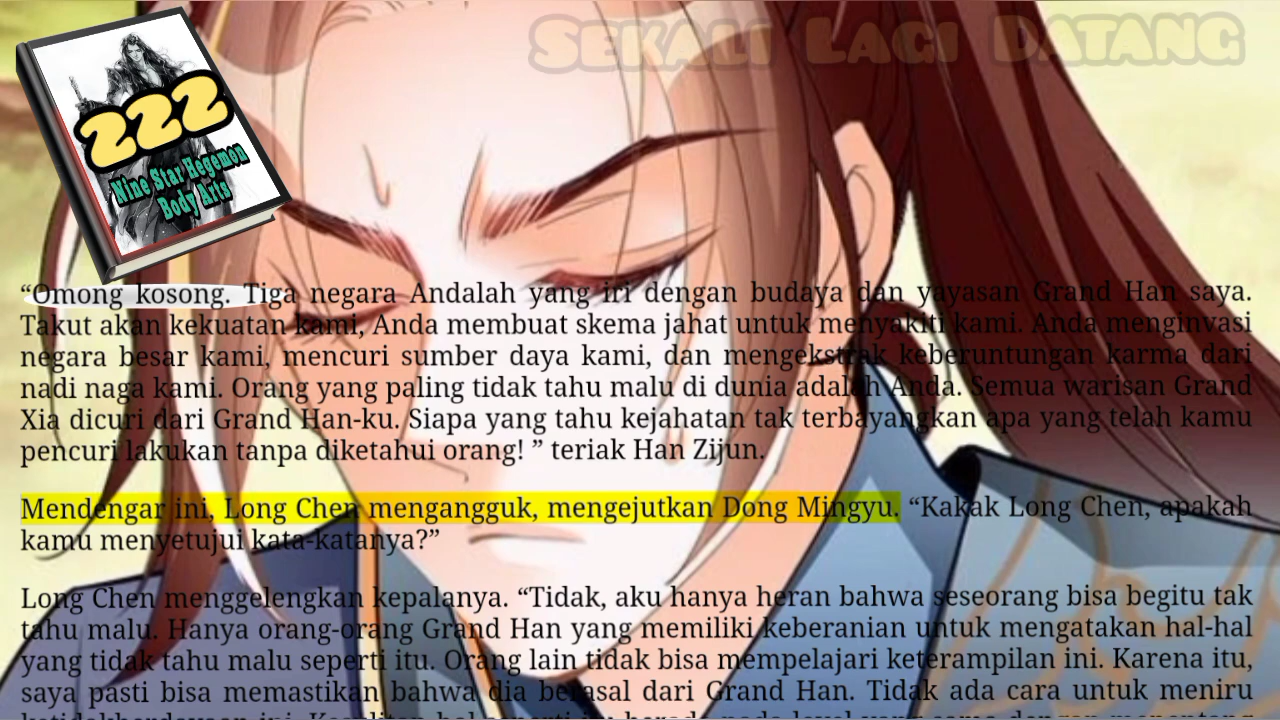 SEKALI LAGI DATANG
222
Nine Star Hegemon
Body Arts
“Omong kosong. Tiga negara Andalah yang iri dengan budaya dan yayasan Grand Han saya.
Takut akan kekuatan kami, Anda membuat skema jahat untuk menyakiti kami. Anda menginvasi
negara besar kami, mencuri sumber daya kami, dan mengekstrak keberuntungan karma dari
nadi naga kami. Orang yang paling tidak tahu malu di dunia adalah Anda. Semua warisan Grand
Xia dicuri dari Grand Han-ku. Siapa yang tahu kejahatan tak terbayangkan apa yang telah kamu
pencuri lakukan tanpa diketahui orang! ” teriak Han Zijun.
Mendengar ini, Long Chen mengangguk, mengejutkan Dong Mingyu. “Kakak Long Chen, apakah
kamu menyetujui kata-katanya?”
Long Chen menggelengkan kepalanya. “Tidak, aku hanya heran bahwa seseorang bisa begitu tak
tahu malu. Hanya orang-orang Grand Han yang memiliki keberanian untuk mengatakan hal-hal
yang tidak tahu malu seperti itu. Orang lain tidak bisa mempelajari keterampilan ini. Karena itu,
saya pasti bisa memastikan bahwa dia berasal dari Grand Han. Tidak ada cara untuk meniru